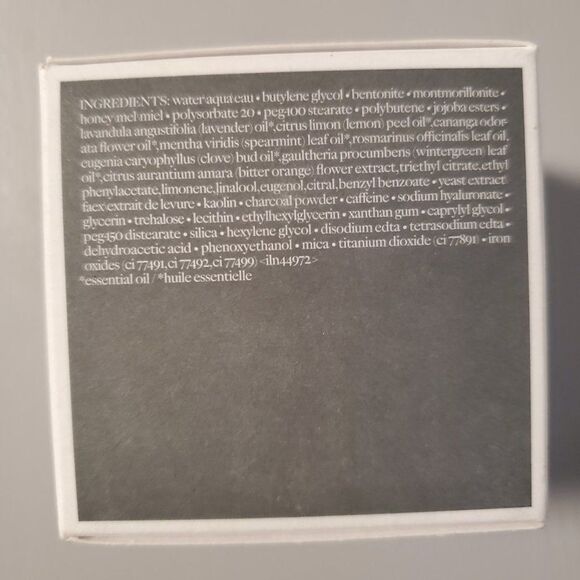 INGREDIENTS: water\aqua\eau • butylene glycol • bentonite • montmorillonite •
honey\mel\miel • polysorbate 20 • peg-100 stearate • polybutene • jojoba esters •
lavandula angustifolia (lavender) oil*,citrus limon (lemon) peel oil*,cananga odor-
ata flower oil*,mentha viridis (spearmint) leaf oil*,rosmarinus officinalis leaf oil,
eugenia caryophyllus (clove) bud oil*,gaultheria procumbens (wintergreen) leaf
oil*,citrus aurantium amara (bitter orange) flower extract,triethyl citrate,ethyl
phenylacetate,limonene,linalool,eugenol,citral,benzyl benzoate • yeast extract\
faex\extrait de levure • kaolin • charcoal powder • caffeine • sodium hyaluronate •
glycerin • trehalose • lecithin • ethylhexylglycerin • xanthan gum • caprylyl glycol •
peg-150 distearate • silica • hexylene glycol • disodium edta • tetrasodium edta •
dehydroacetic acid • phenoxyethanol • mica • titanium dioxide (ci 77891) • iron
oxides (ci 77491,ci 77492,ci 77499) <iln44972>
*essential oil / *huile essentielle